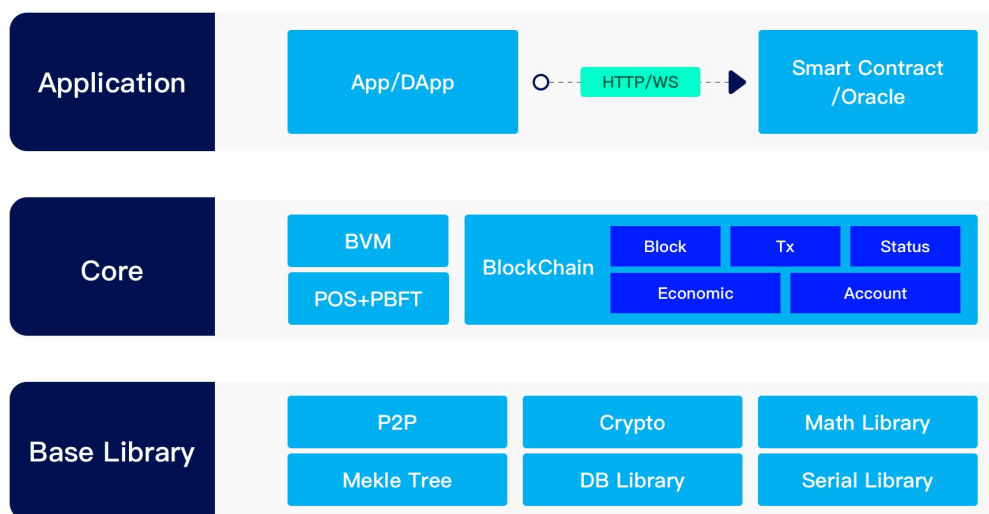 Application
App/DApp
HTTP/WS
Smart Contract
/Oracle
Core
BVM
POS+PBFT
BlockChain
Block
Tx
Status
Economic
Account
Base Library
P2P
Crypto
Math Library
Mekle Tree
DB Library
Serial Library